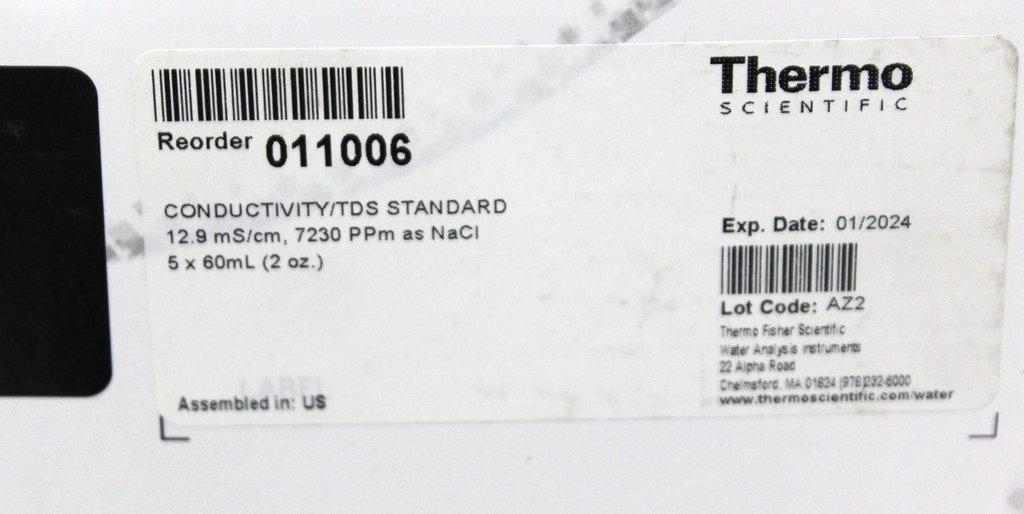 Thermo
SCIENTIFIC
Reorder 011006
CONDUCTIVITY/TDS STANDARD
12.9 mS/cm, 7230 PPm as NaCl
5 x 60mL (2 oz.)
Assembled in: US
LABEL
Exp. Date: 01/2024
Lot Code: AZ2
Thermo Fisher Scientific
Water Analysis instruments
22 Alpha Road
Chelmsford, MA 01824 (978)232-6000
www.thermoscientific.com/water